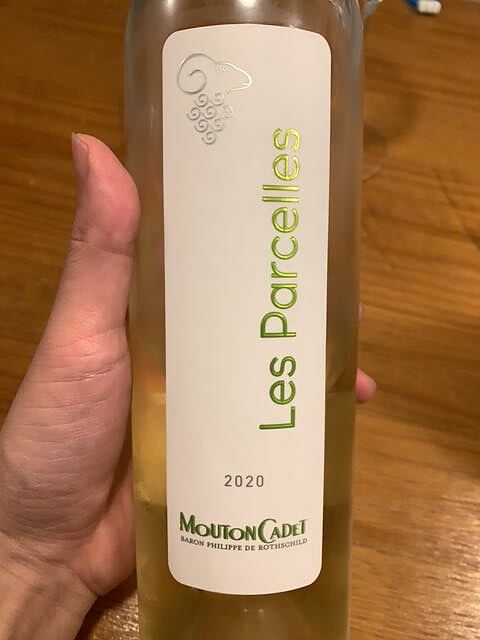 Les Parcelles
2020
MOUTON CADET
BARON PHILIPPE DE ROTHSCHILD